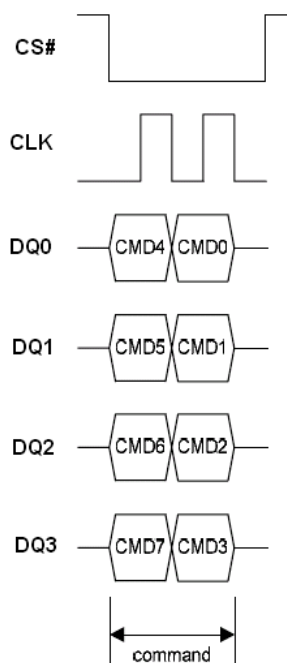 CS#
CLK
DQ0 CMD4 CMD0
DQ1 CMD5 CMD1
DQ2 CMD6 CMD2
DQ3 CMD7 CMD3
command